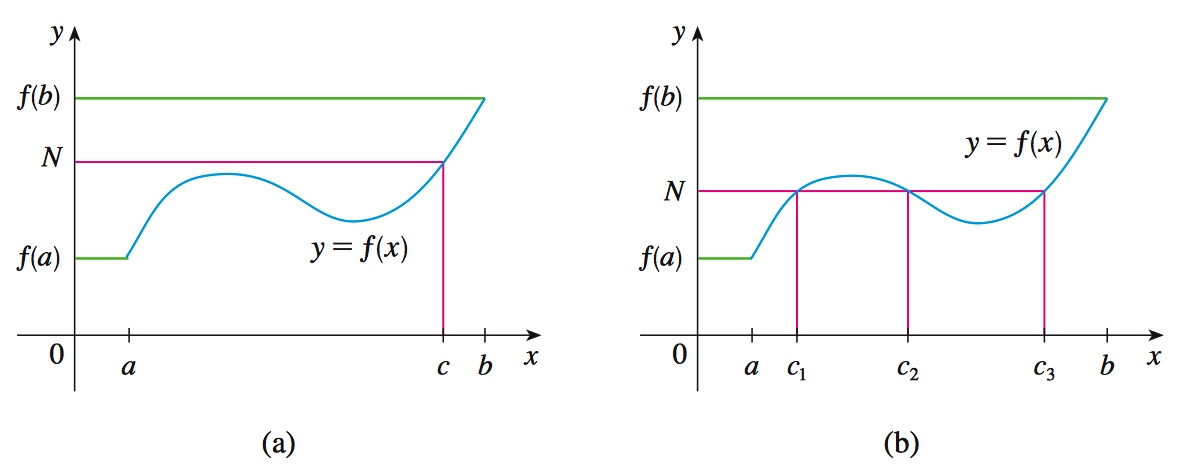 y
f(b)
N
f(a)
y = f(x)
0
a
c
b
x
(a)
y
f(b)
y = f(x)
N
f(a)
0
a
c₁
c₂
c₃
b
x
(b)